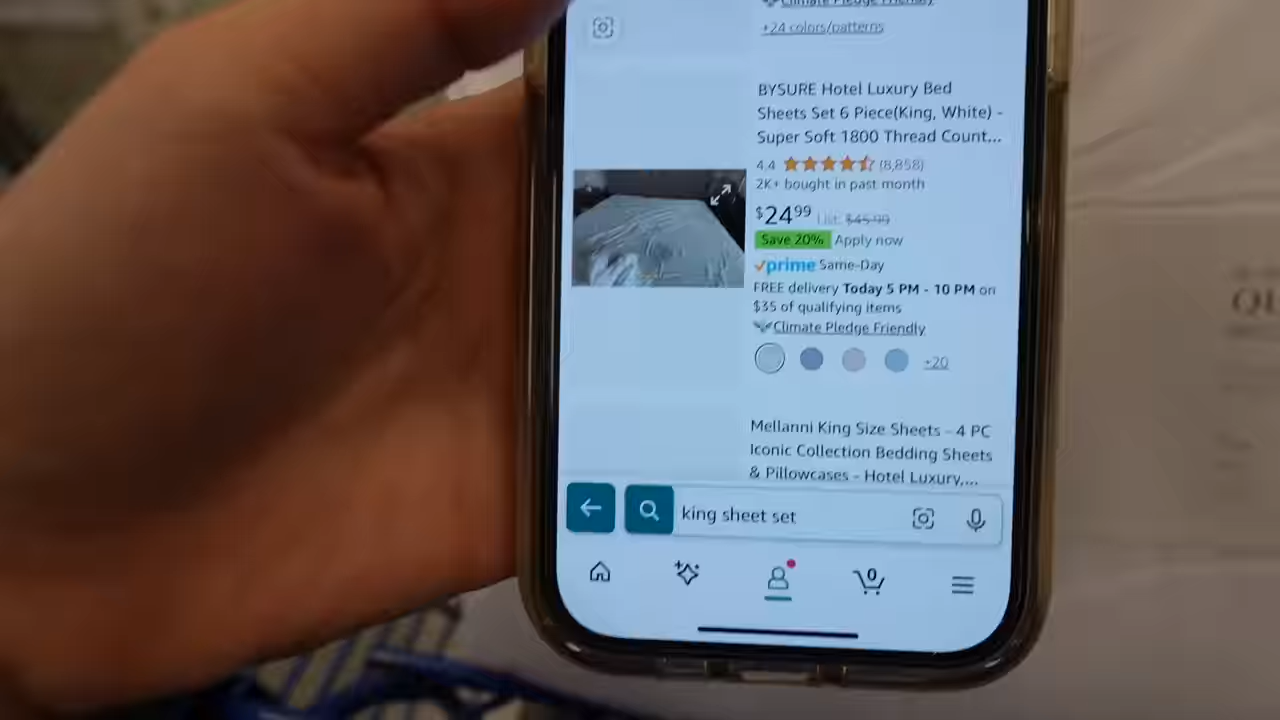 Climate Pledge Friendly
+24 colors/patterns
BYSURE Hotel Luxury Bed
Sheets Set 6 Piece(King, White) -
Super Soft 1800 Thread Count...
4.4 (8,858)
2K+ bought in past month
$24.99 List: $45.99
Save 20% Apply now
prime Same-Day
FREE delivery Today 5 PM - 10 PM on
$35 of qualifying items
Climate Pledge Friendly
+20
Mellanni King Size Sheets - 4 PC
Iconic Collection Bedding Sheets
& Pillowcases - Hotel Luxury,...
king sheet set
0